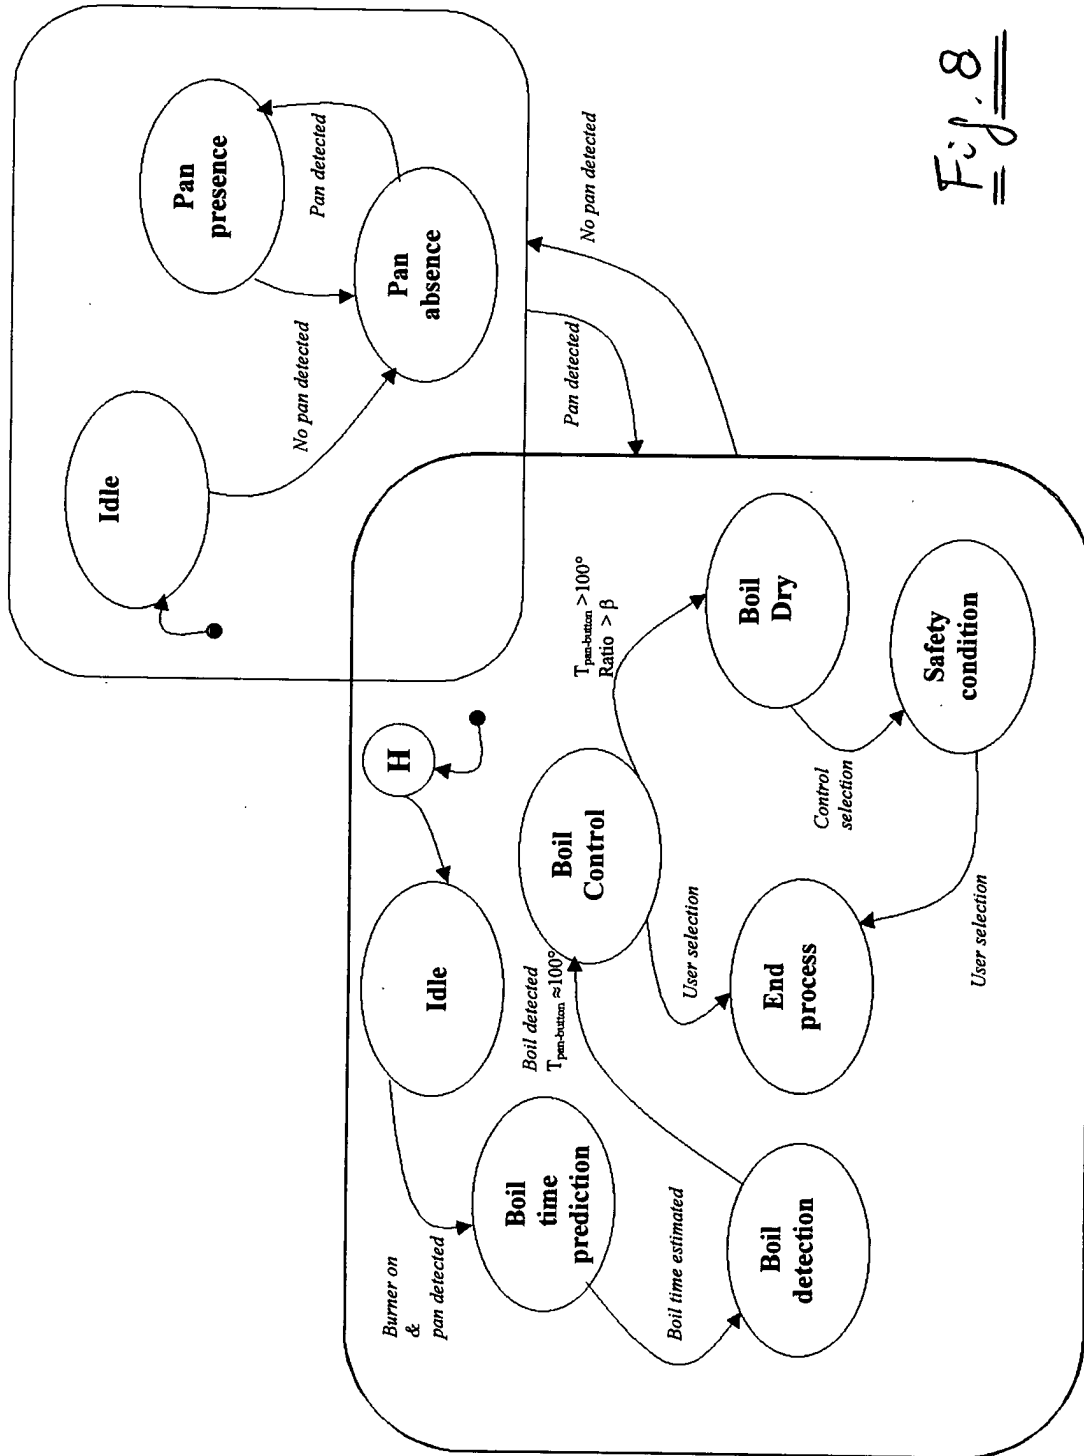 Idle
Pan
presence
Pan detected
No pan detected
Pan
absence
Pan detected
No pan detected
H
Idle
Burner on
&
pan detected
Boil
time
prediction
Boil time estimated
Boil
detection
Boil detected
Tpan-button ≈100°
Boil
Control
User selection
End
process
Tpan-button >100°
Ratio > β
Boil
Dry
Control
selection
Safety
condition
User selection
Fig. 8